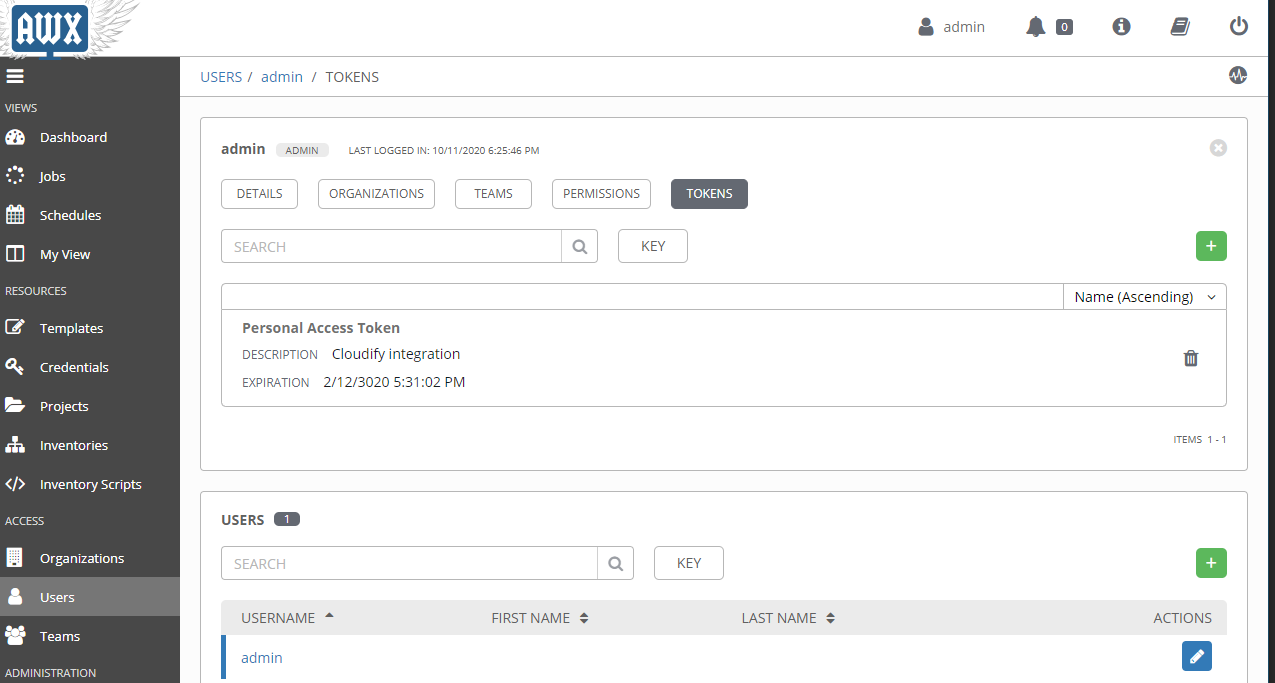 AWX
admin
0
USERS / admin / TOKENS
VIEWS
Dashboard
Jobs
Schedules
My View
RESOURCES
Templates
Credentials
Projects
Inventories
Inventory Scripts
ACCESS
Organizations
Users
Teams
ADMINISTRATION
admin ADMIN LAST LOGGED IN: 10/11/2020 6:25:46 PM
DETAILS ORGANIZATIONS TEAMS PERMISSIONS TOKENS
SEARCH KEY +
Name (Ascending)
Personal Access Token
DESCRIPTION Cloudify integration
EXPIRATION 2/12/3020 5:31:02 PM
ITEMS 1 - 1
USERS 1
SEARCH KEY +
USERNAME FIRST NAME LAST NAME ACTIONS
admin